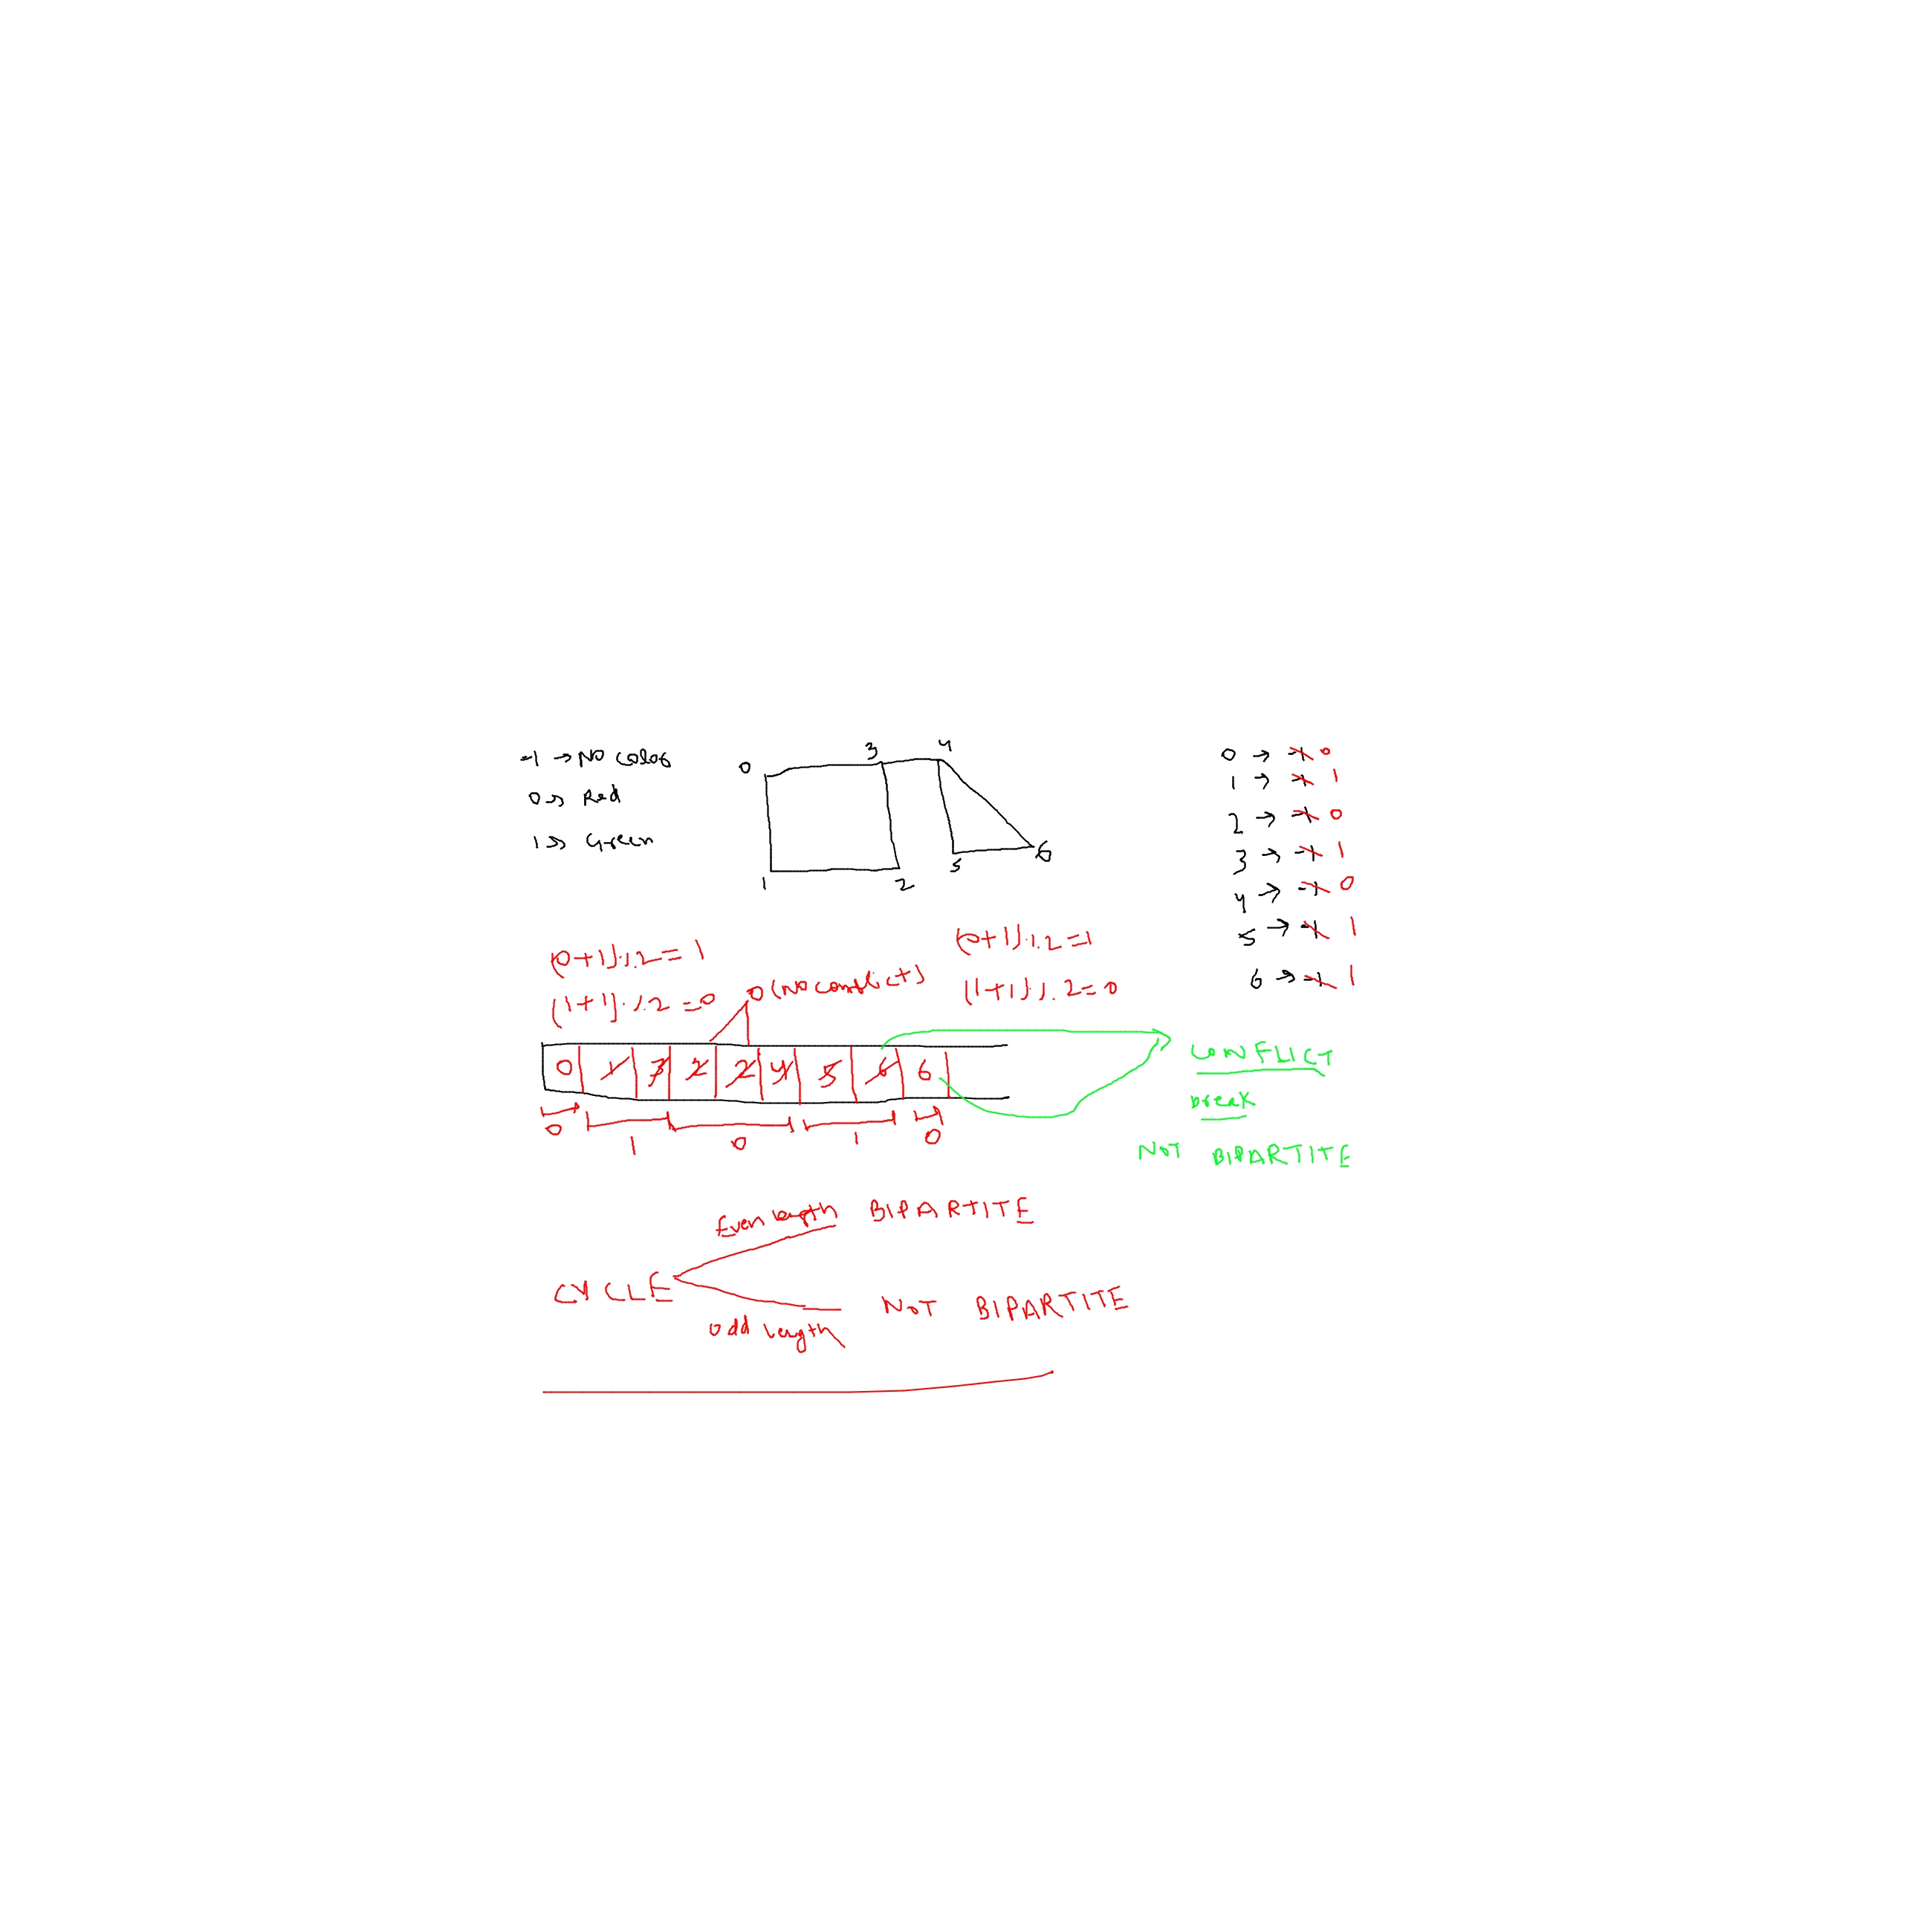 -1 → No color
0 → Red
1 → Green
0 3 4
1 2 5 6
0 → -1 0
1 → -1 1
2 → -1 0
3 → -1 1
4 → -1 0
5 → -1 1
6 → -1 1
(0+1)%2=1
(1+1)%2=0
0 (No conflict)
(0+1)%2=1
(1+1)%2=0
0 1 3 2 2 4 5 6 6
0 1 0 1 0
CONFLICT
break
NOT BIPARTITE
CYCLE
Even length BIPARTITE
Odd length NOT BIPARTITE